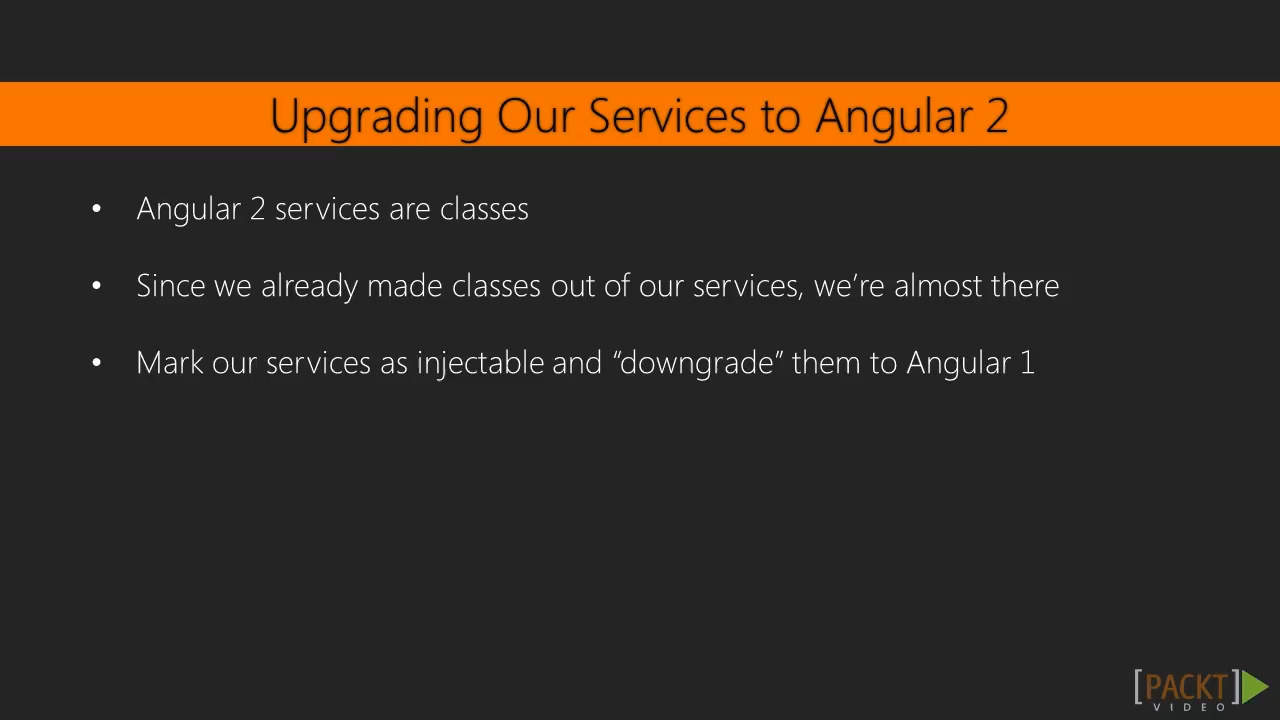 Upgrading Our Services to Angular 2
• Angular 2 services are classes
• Since we already made classes out of our services, we’re almost there
• Mark our services as injectable and “downgrade” them to Angular 1
[PACKT]
VIDEO